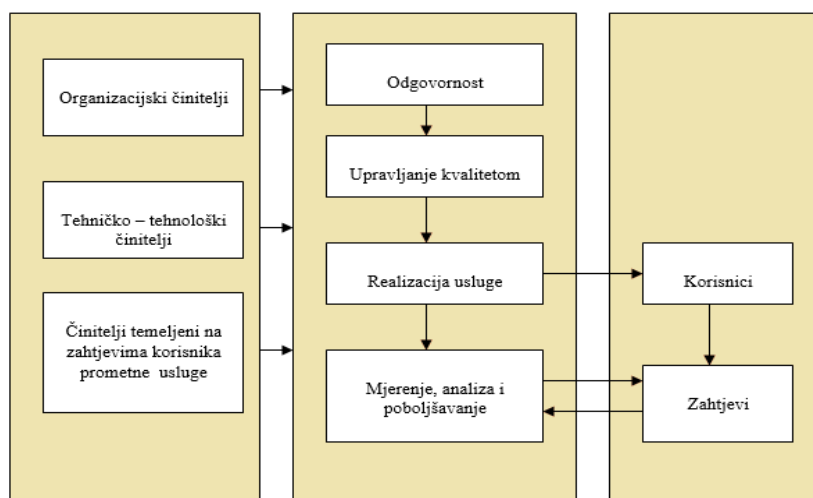 Organizacijski činitelji
Tehničko – tehnološki
činitelji
Činitelji temeljeni na
zahtjevima korisnika
prometne usluge
Odgovornost
Upravljanje kvalitetom
Realizacija usluge
Mjerenje, analiza i
poboljšavanje
Korisnici
Zahtjevi